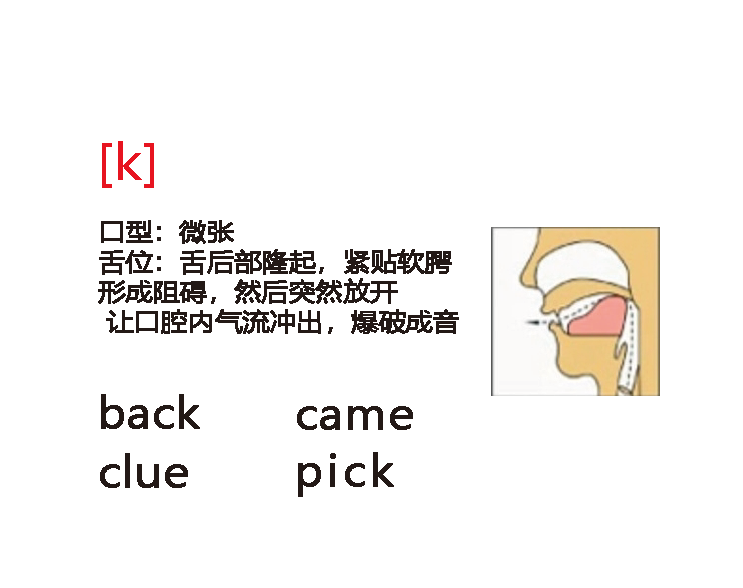 [k]
口型：微张
舌位：舌后部隆起，紧贴软腭
形成阻碍，然后突然放开
让口腔内气流冲出，爆破成音
back came
clue pick